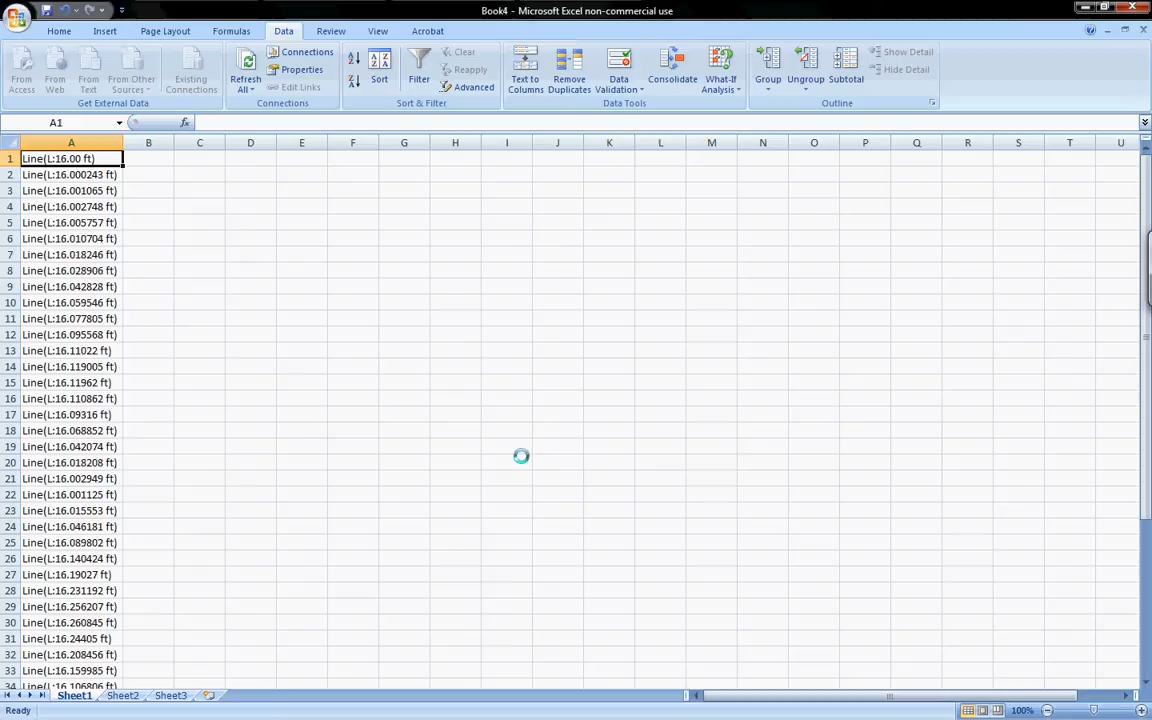 Book4 - Microsoft Excel non-commercial use
Home Insert Page Layout Formulas Data Review View Acrobat
From Access
From Web
From Text
From Other Sources
Existing Connections
Get External Data
Refresh All
Connections
Properties
Edit Links
Connections
Sort
Filter
Clear
Reapply
Advanced
Sort & Filter
Text to Columns
Remove Duplicates
Data Validation
Consolidate
What-If Analysis
Data Tools
Group
Ungroup
Subtotal
Show Detail
Hide Detail
Outline
A1 fx
A B C D E F G H I J K L M N O P Q R S T U
1 Line(L:16.00 ft)
2 Line(L:16.000243 ft)
3 Line(L:16.001065 ft)
4 Line(L:16.002748 ft)
5 Line(L:16.005757 ft)
6 Line(L:16.010704 ft)
7 Line(L:16.018246 ft)
8 Line(L:16.028906 ft)
9 Line(L:16.042828 ft)
10 Line(L:16.059546 ft)
11 Line(L:16.077805 ft)
12 Line(L:16.095568 ft)
13 Line(L:16.11022 ft)
14 Line(L:16.119005 ft)
15 Line(L:16.11962 ft)
16 Line(L:16.110862 ft)
17 Line(L:16.09316 ft)
18 Line(L:16.068852 ft)
19 Line(L:16.042074 ft)
20 Line(L:16.018208 ft)
21 Line(L:16.002949 ft)
22 Line(L:16.001125 ft)
23 Line(L:16.015553 ft)
24 Line(L:16.046181 ft)
25 Line(L:16.089802 ft)
26 Line(L:16.140424 ft)
27 Line(L:16.19027 ft)
28 Line(L:16.231192 ft)
29 Line(L:16.256207 ft)
30 Line(L:16.260845 ft)
31 Line(L:16.24405 ft)
32 Line(L:16.208456 ft)
33 Line(L:16.159985 ft)
34 Line(L:16.106806 ft)
Sheet1 Sheet2 Sheet3
Ready 100%